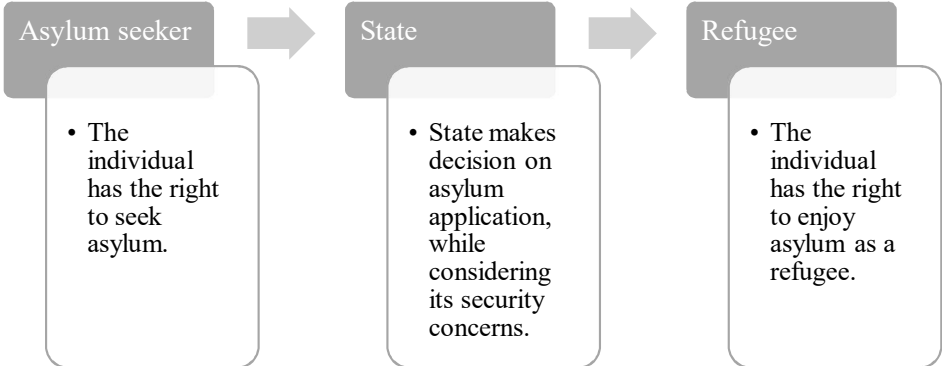 Asylum seeker
• The
individual
has the right
to seek
asylum.
State
• State makes
decision on
asylum
application,
while
considering
its security
concerns.
Refugee
• The
individual
has the right
to enjoy
asylum as a
refugee.